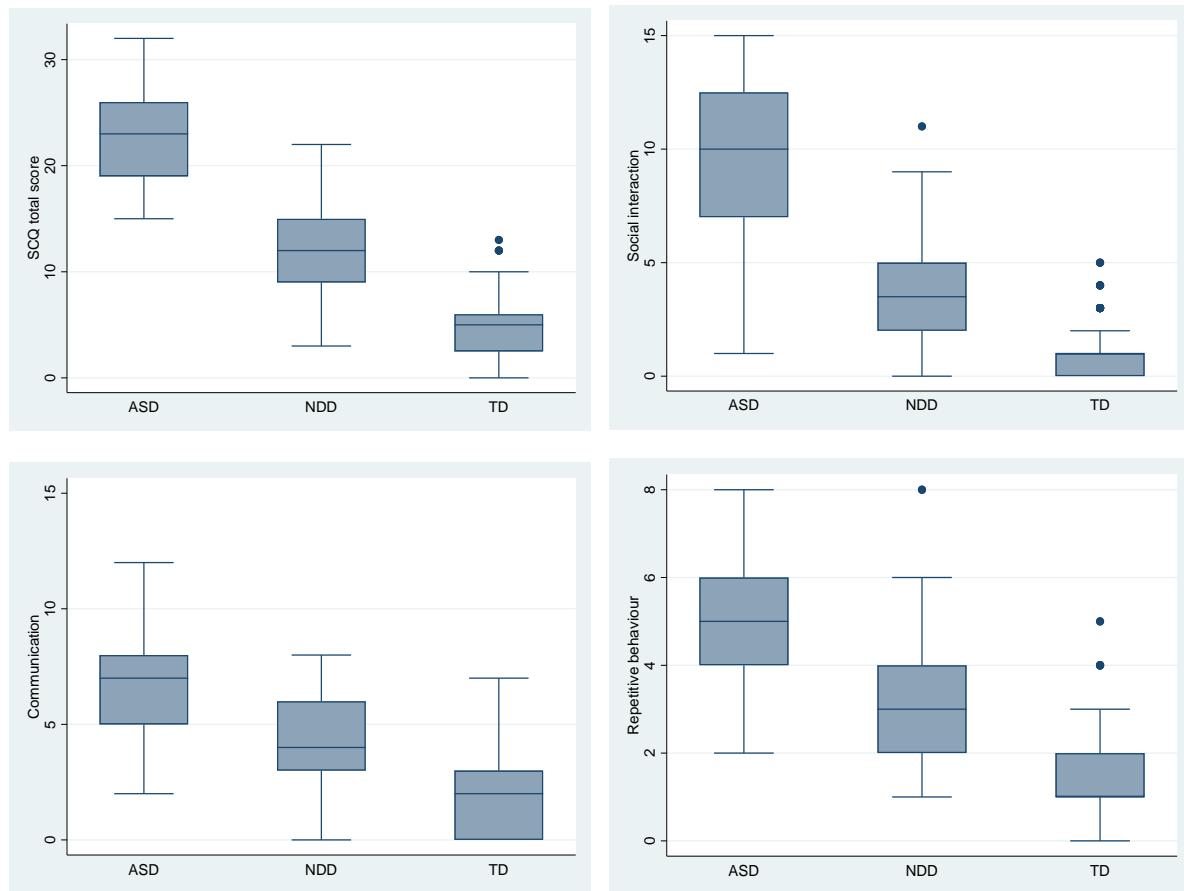 SCQ total score
30
20
10
0
ASD NDD TD
Social interaction
15
10
5
0
ASD NDD TD
Communication
15
10
5
0
ASD NDD TD
Repetitive behaviour
8
6
4
2
0
ASD NDD TD